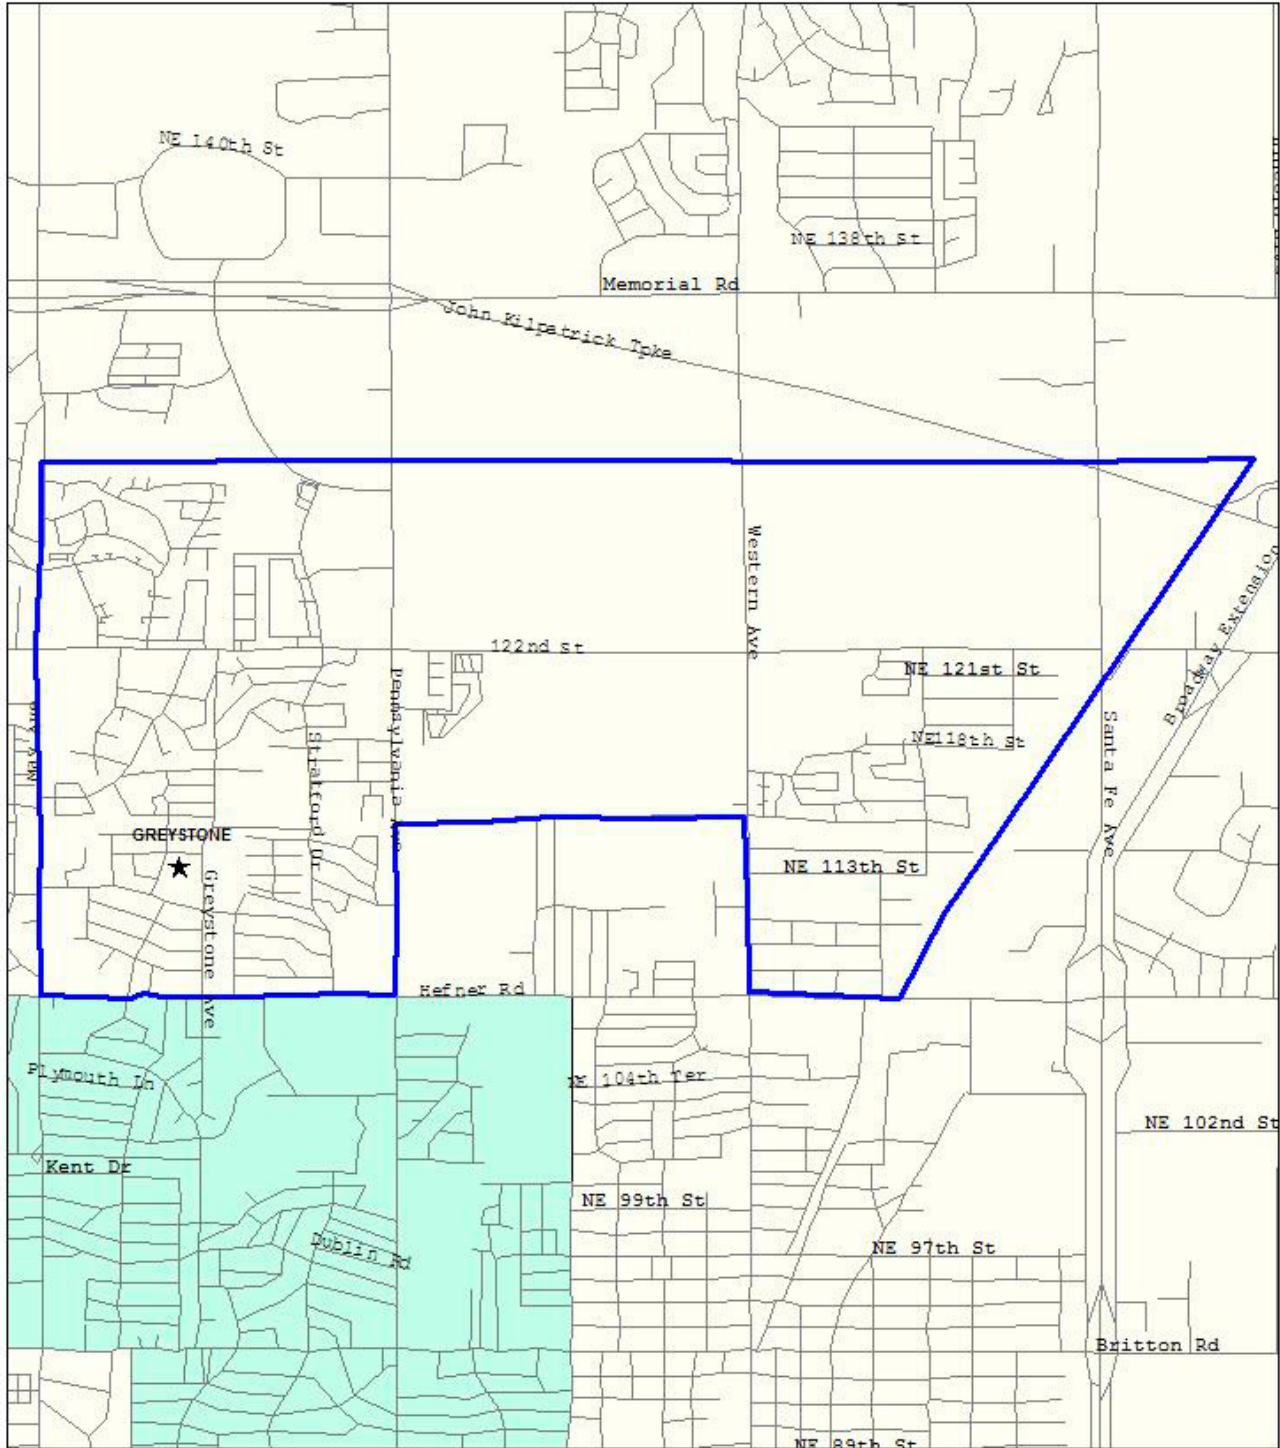 NE 140th St
NE 138th St
Memorial Rd
John Kilpatrick Tpke
Western Ave
122nd St
NE 121st St
Broadway Extension
Pennsylvania Ave
May Ave
Stratford Dr
NE118th St
Santa Fe Ave
GREYSTONE
NE 113th St
Greystone Ave
Hefner Rd
Plymouth Ln
NE 104th Ter
NE 102nd St
Kent Dr
NE 99th St
Dublin Rd
NE 97th St
Britton Rd
NE 89th St